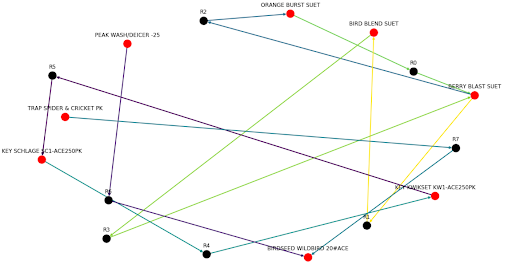 R2
ORANGE BURST SUET
BIRD BLEND SUET
PEAK WASH/DEICER -25
R5
R0
BERRY BLAST SUET
TRAP SPIDER & CRICKET PK
R7
KEY SCHLAGE SC1-ACE250PK
KEY KWIKSET KW1-ACE250PK
R6
R1
R3
R4
BIRDSEED WILDBIRD 20#ACE